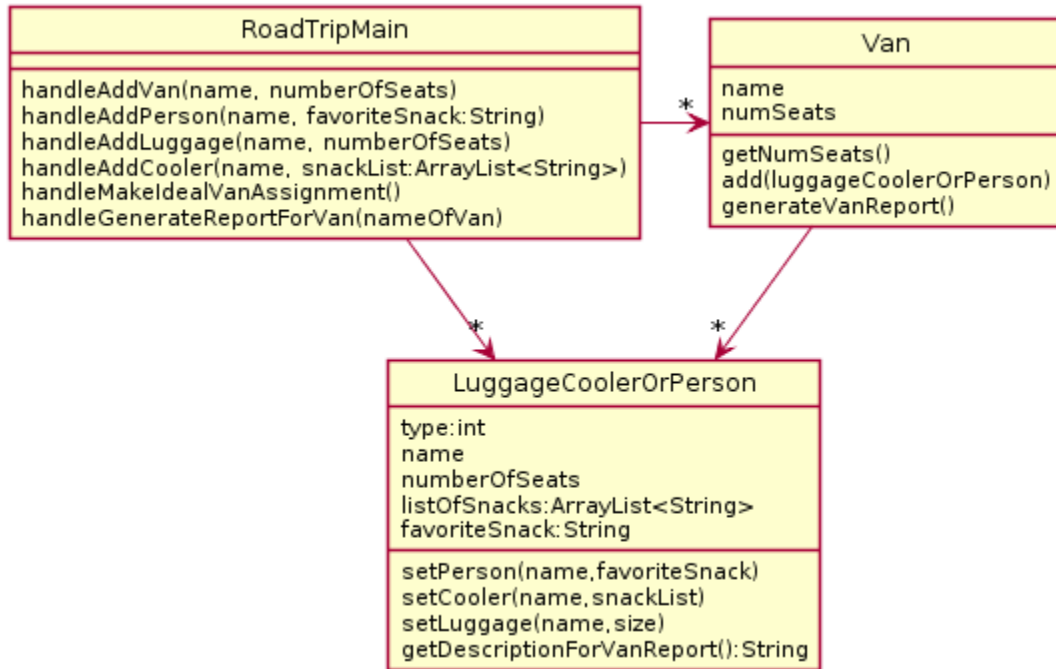 RoadTripMain
handleAddVan(name, numberOfSeats)
handleAddPerson(name, favoriteSnack:String)
handleAddLuggage(name, numberOfSeats)
handleAddCooler(name, snackList:ArrayList<String>)
handleMakeIdealVanAssignment()
handleGenerateReportForVan(nameOfVan)
*
Van
name
numSeats
getNumSeats()
add(luggageCoolerOrPerson)
generateVanReport()
*
*
LuggageCoolerOrPerson
type:int
name
numberOfSeats
listOfSnacks:ArrayList<String>
favoriteSnack:String
setPerson(name,favoriteSnack)
setCooler(name,snackList)
setLuggage(name,size)
getDescriptionForVanReport():String